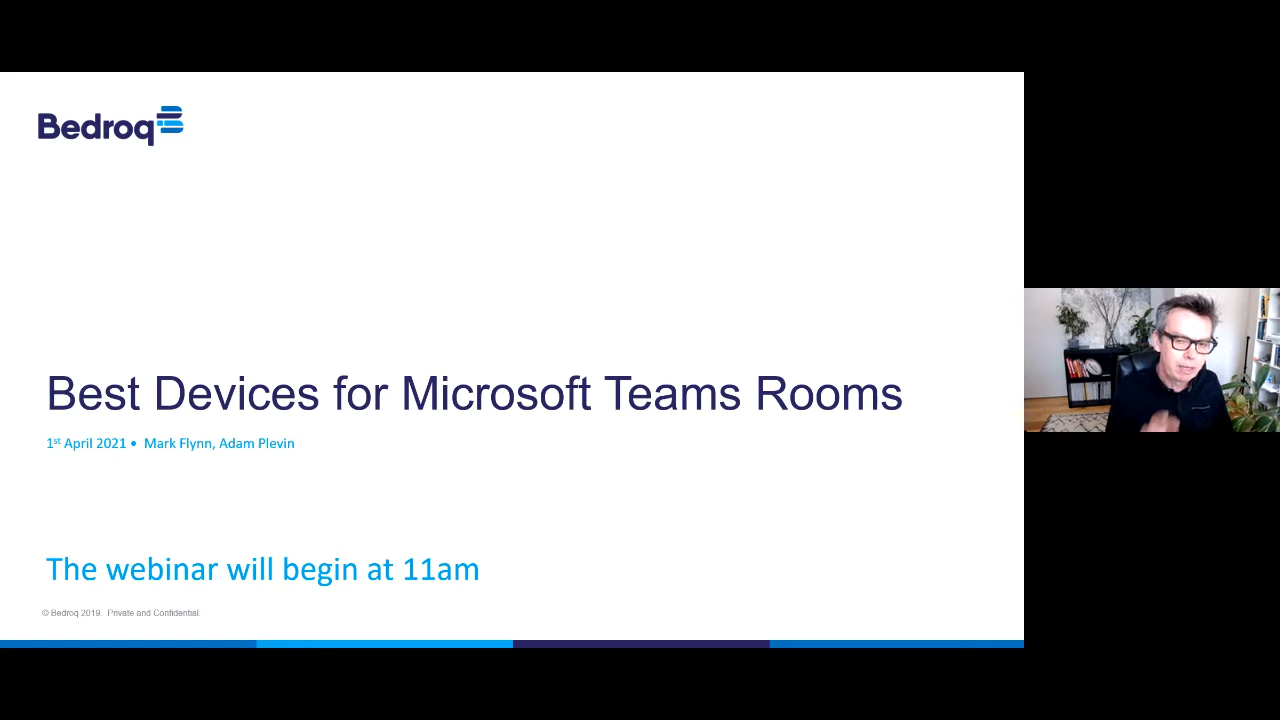 Bedroq
Best Devices for Microsoft Teams Rooms
1st April 2021 • Mark Flynn, Adam Plevin
The webinar will begin at 11am
© Bedroq 2019. Private and Confidential.